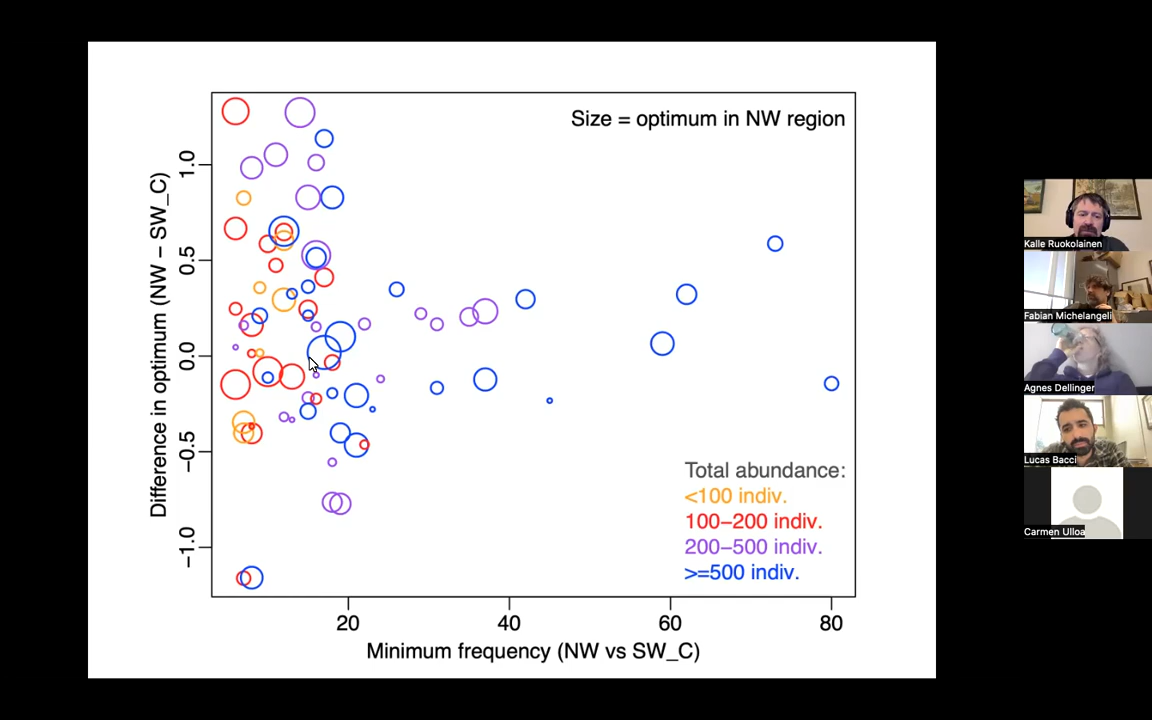 Size = optimum in NW region
Difference in optimum (NW − SW_C)
1.0
0.5
0.0
−0.5
−1.0
Total abundance:
<100 indiv.
100−200 indiv.
200−500 indiv.
>=500 indiv.
20
40
60
80
Minimum frequency (NW vs SW_C)
Kalle Ruokolainen
Fabian Michelangeli
Agnes Dellinger
Lucas Bacci
Carmen Ulloa